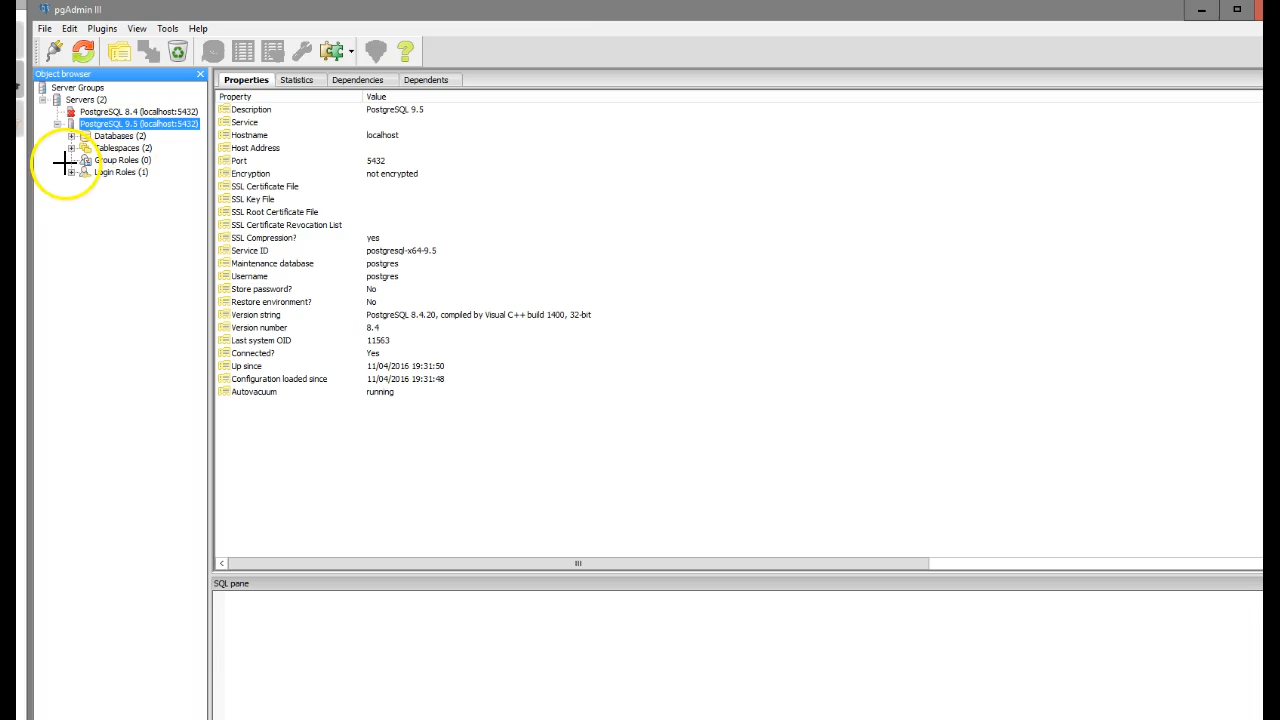 pgAdmin III
File Edit Plugins View Tools Help
Object browser
Server Groups
Servers (2)
PostgreSQL 8.4 (localhost:5432)
PostgreSQL 9.5 (localhost:5432)
Databases (2)
Tablespaces (2)
Group Roles (0)
Login Roles (1)
Properties Statistics Dependencies Dependents
Property Value
Description PostgreSQL 9.5
Service
Hostname localhost
Host Address
Port 5432
Encryption not encrypted
SSL Certificate File
SSL Key File
SSL Root Certificate File
SSL Certificate Revocation List
SSL Compression? yes
Service ID postgresql-x64-9.5
Maintenance database postgres
Username postgres
Store password? No
Restore environment? No
Version string PostgreSQL 8.4.20, compiled by Visual C++ build 1400, 32-bit
Version number 8.4
Last system OID 11563
Connected? Yes
Up since 11/04/2016 19:31:50
Configuration loaded since 11/04/2016 19:31:48
Autovacuum running
SQL pane